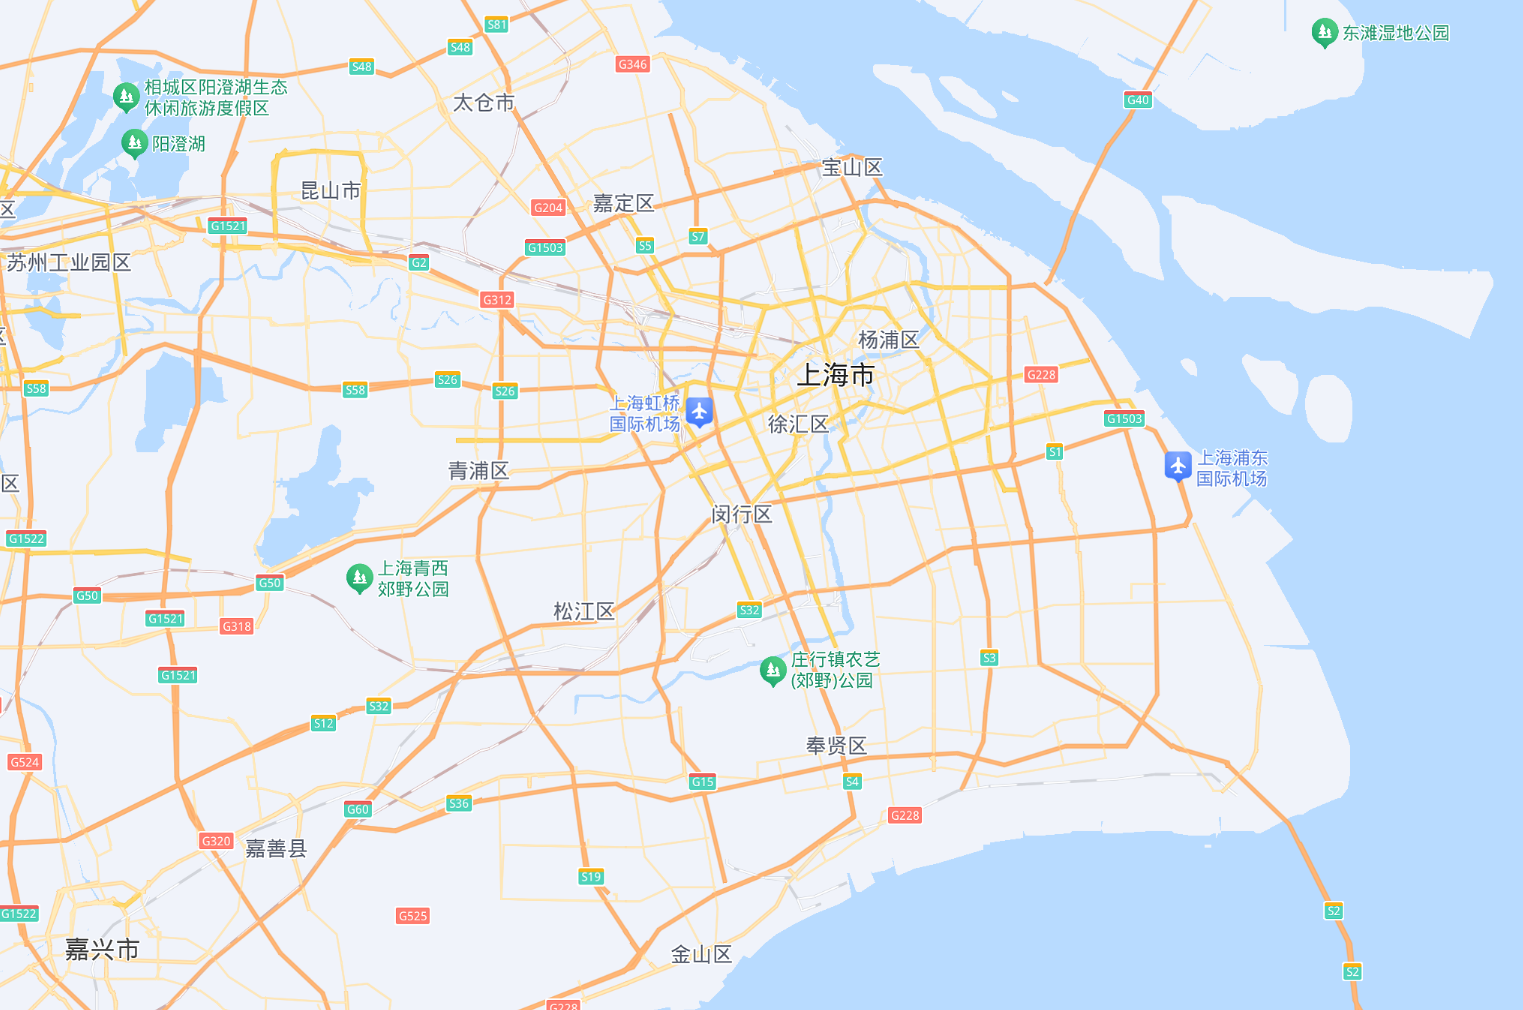 S81
东滩湿地公园
S48
G346
S48
相城区阳澄湖生态
休闲旅游度假区
太仓市
G40
阳澄湖
宝山区
昆山市
嘉定区
G204
区
G1521
S7
S5
G1503
苏州工业园区
G2
G312
杨浦区
上海市
G228
S26
S58
S58
S26
上海虹桥
国际机场
G1503
徐汇区
S1
上海浦东
国际机场
青浦区
区
闵行区
G1522
上海青西
郊野公园
G50
G50
松江区
S32
G1521
G318
庄行镇农艺
(郊野)公园
S3
G1521
S32
S12
奉贤区
G524
G15
S4
S36
G60
G228
G320
嘉善县
S19
S2
G1522
G525
嘉兴市
金山区
S2
G228